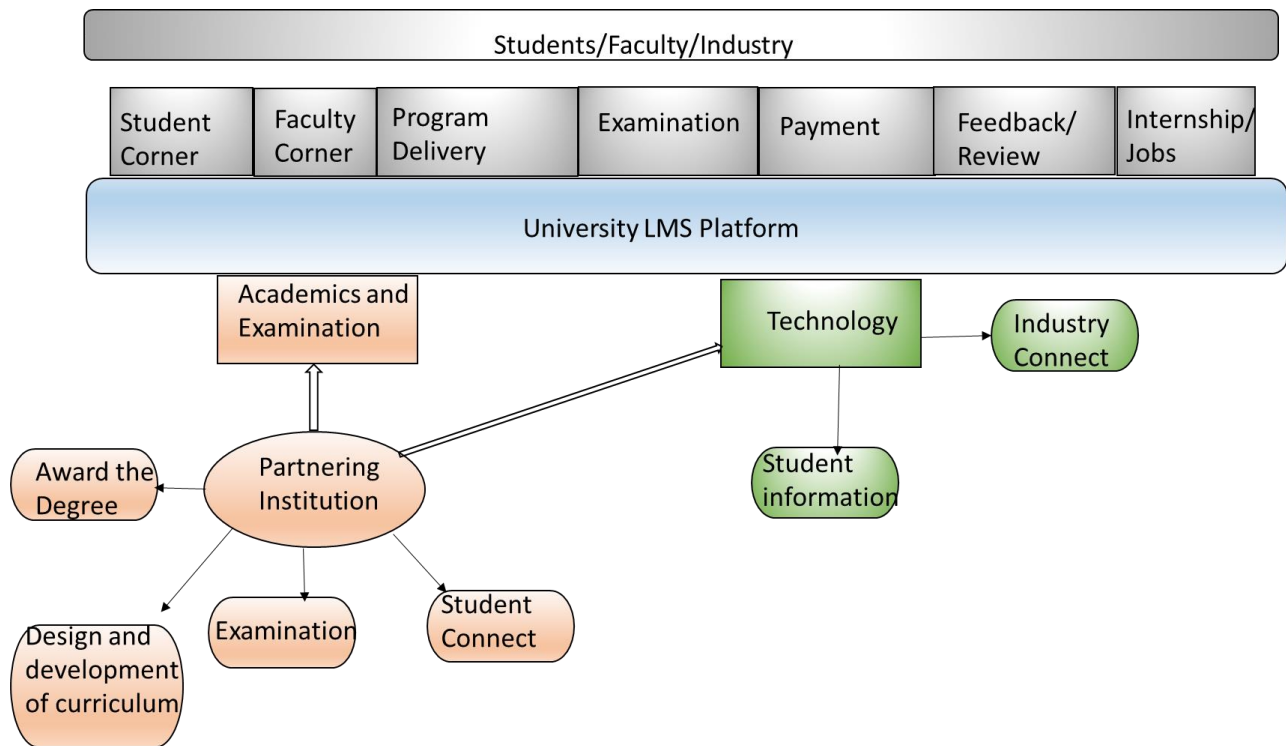 Students/Faculty/Industry
Student
Corner
Faculty
Corner
Program
Delivery
Examination
Payment
Feedback/
Review
Internship/
Jobs
University LMS Platform
Academics and
Examination
Technology
Industry
Connect
Partnering
Institution
Award the
Degree
Student
information
Design and
development
of curriculum
Examination
Student
Connect